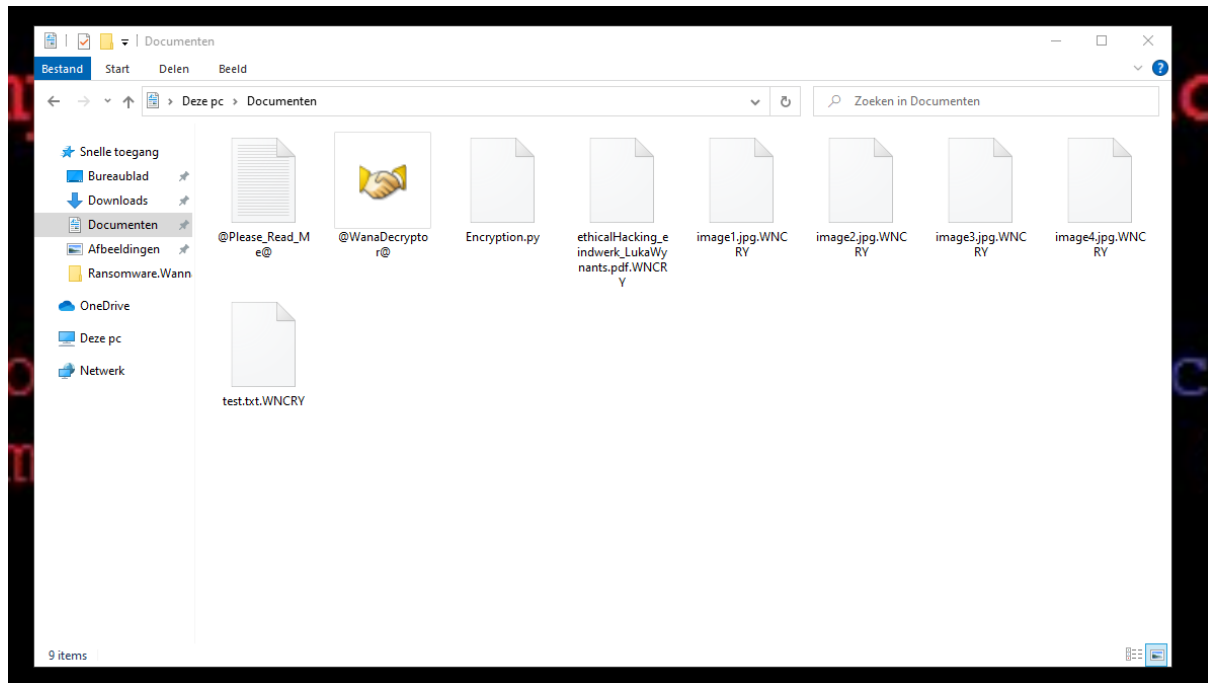 Documenten
Bestand Start Delen Beeld
Deze pc > Documenten
Zoeken in Documenten
Snelle toegang
Bureaublad
Downloads
Documenten
Afbeeldingen
Ransomware.Wann
OneDrive
Deze pc
Netwerk
@Please_Read_M
e@
@WanaDecrypto
r@
Encryption.py
ethicalHacking_e
indwerk_LukaWy
nants.pdf.WNCR
Y
image1.jpg.WNC
RY
image2.jpg.WNC
RY
image3.jpg.WNC
RY
image4.jpg.WNC
RY
test.txt.WNCRY
9 items